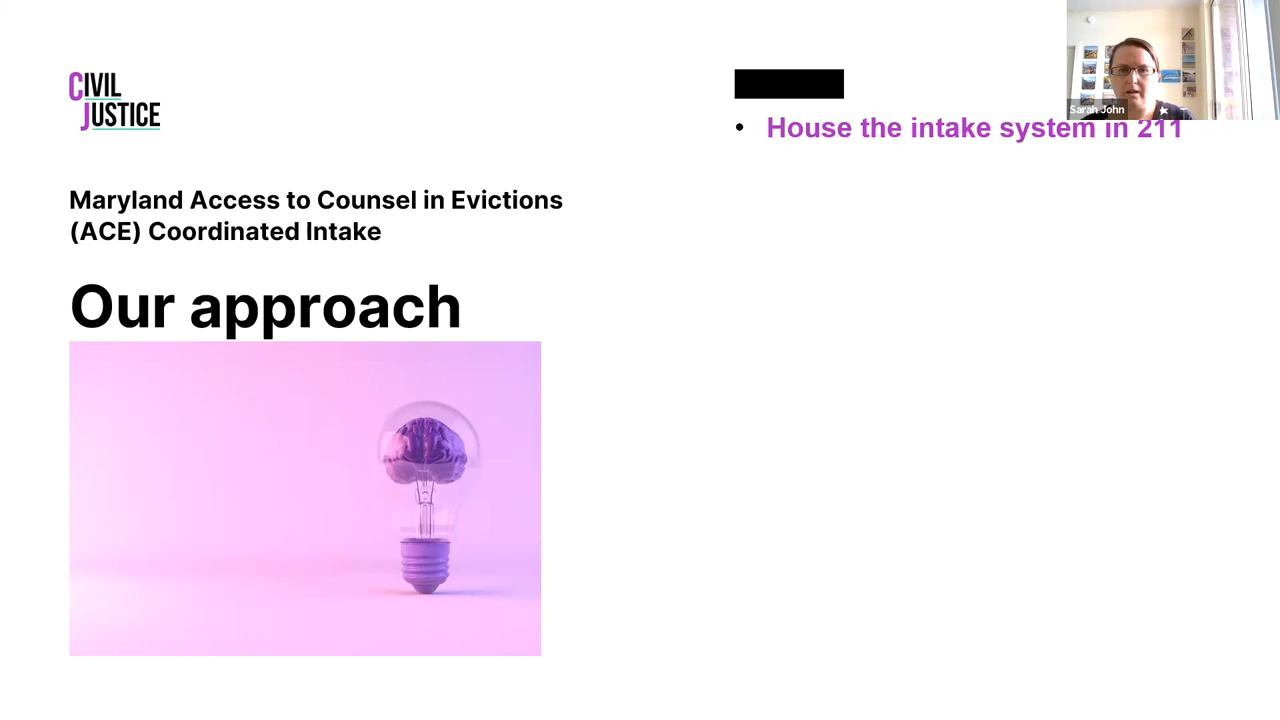 CIVIL
JUSTICE
Maryland Access to Counsel in Evictions
(ACE) Coordinated Intake
Our approach
• House the intake system in 211
Sarah John